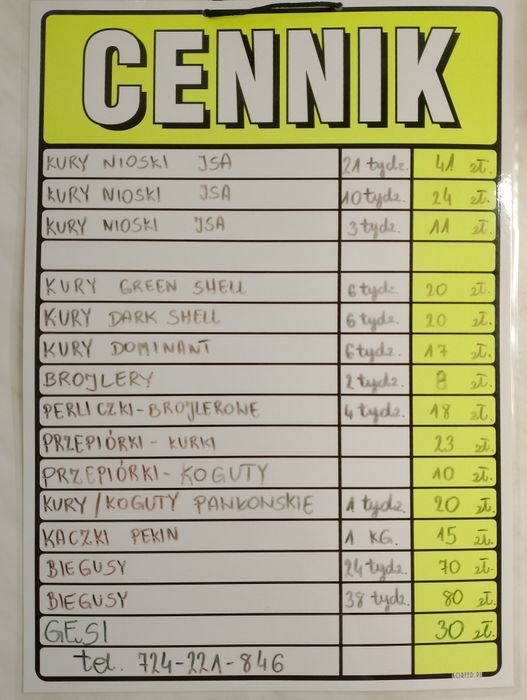 CENNIK
KURY NIOSKI JSA 21 tydz. 41 zł.
KURY NIOSKI JSA 10 tydz. 24 zł.
KURY NIOSKI JSA 3 tydz. 11 zł.
KURY GREEN SHELL 6 tydz. 20 zł.
KURY DARK SHELL 6 tydz. 20 zł.
KURY DOMINANT 6 tydz. 17 zł.
BROJLERY 2 tydz. 8 zł.
PERLICZKI-BROJLEROWE 4 tydz. 18 zł.
PRZEPIÓRKI - KURKI 23 zł.
PRZEPIÓRKI - KOGUTY 10 zł.
KURY/KOGUTY PANKONSKIE 1 tydz. 20 zł.
KACZKI PEKIN 1 KG. 15 zł.
BIEGUSY 24 tydz. 70 zł.
BIEGUSY 38 tydz. 80 zł.
GĘSI 30 zł.
tel. 724-221-846